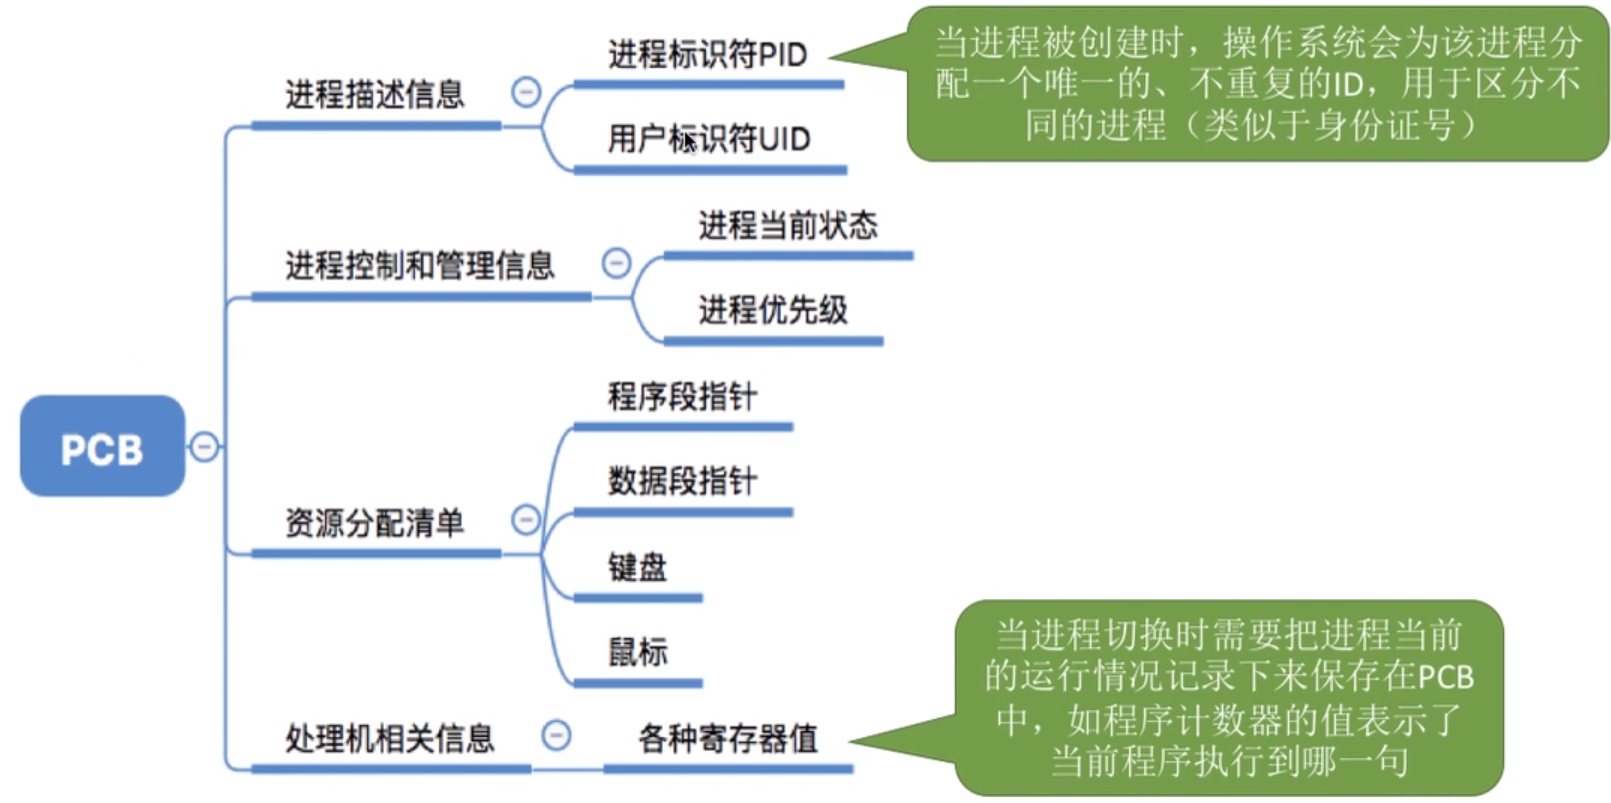 进程标识符PID
当进程被创建时，操作系统会为该进程分
配一个唯一的、不重复的ID，用于区分不
同的进程（类似于身份证号）
进程描述信息
用户标识符UID
进程当前状态
进程控制和管理信息
进程优先级
程序段指针
PCB
数据段指针
资源分配清单
键盘
鼠标
当进程切换时需要把进程当前
的运行情况记录下来保存在PCB
中，如程序计数器的值表示了
当前程序执行到哪一句
处理机相关信息
各种寄存器值